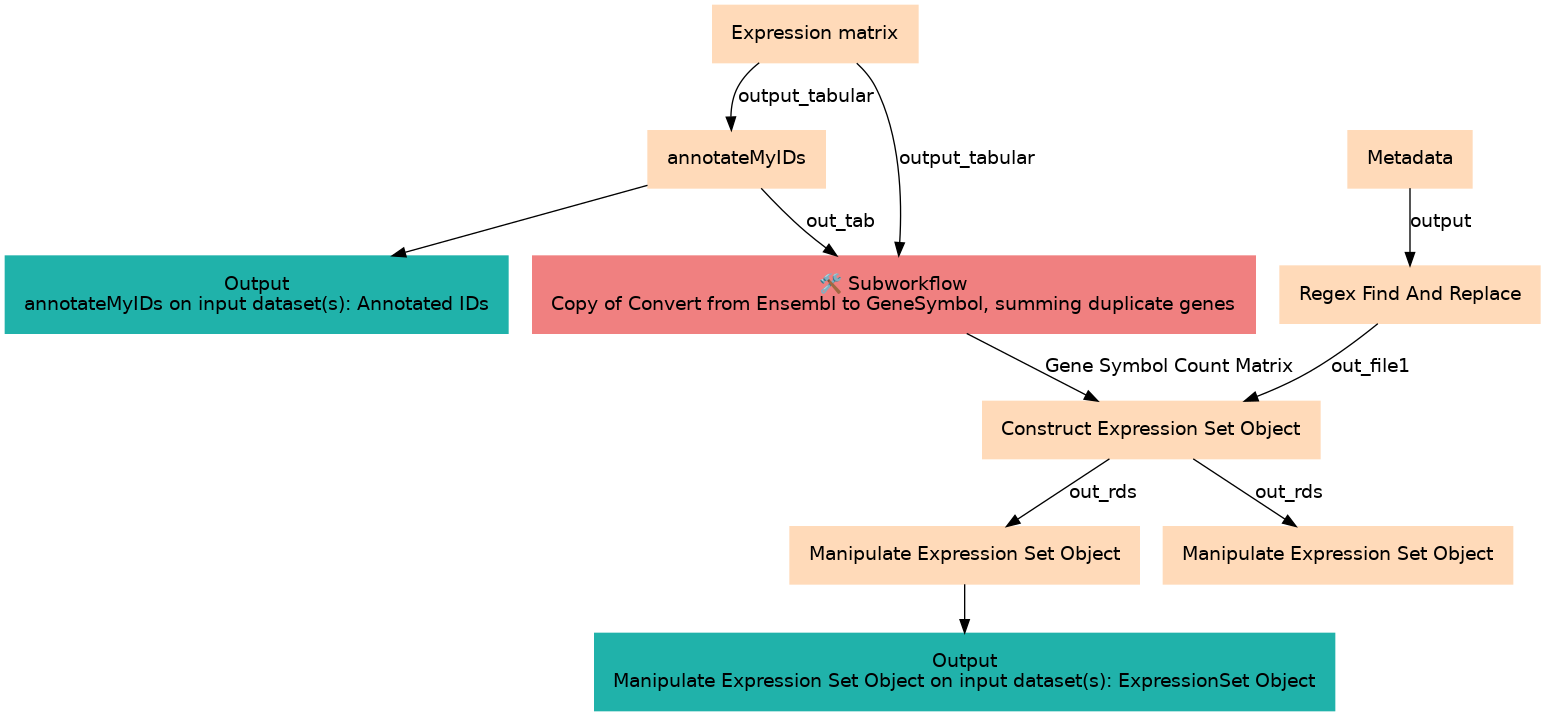 Expression matrix
output_tabular
output_tabular
annotateMyIDs
Metadata
out_tab
output
Output
annotateMyIDs on input dataset(s): Annotated IDs
🛠️ Subworkflow
Copy of Convert from Ensembl to GeneSymbol, summing duplicate genes
Regex Find And Replace
Gene Symbol Count Matrix
out_file1
Construct Expression Set Object
out_rds
out_rds
Manipulate Expression Set Object
Manipulate Expression Set Object
Output
Manipulate Expression Set Object on input dataset(s): ExpressionSet Object